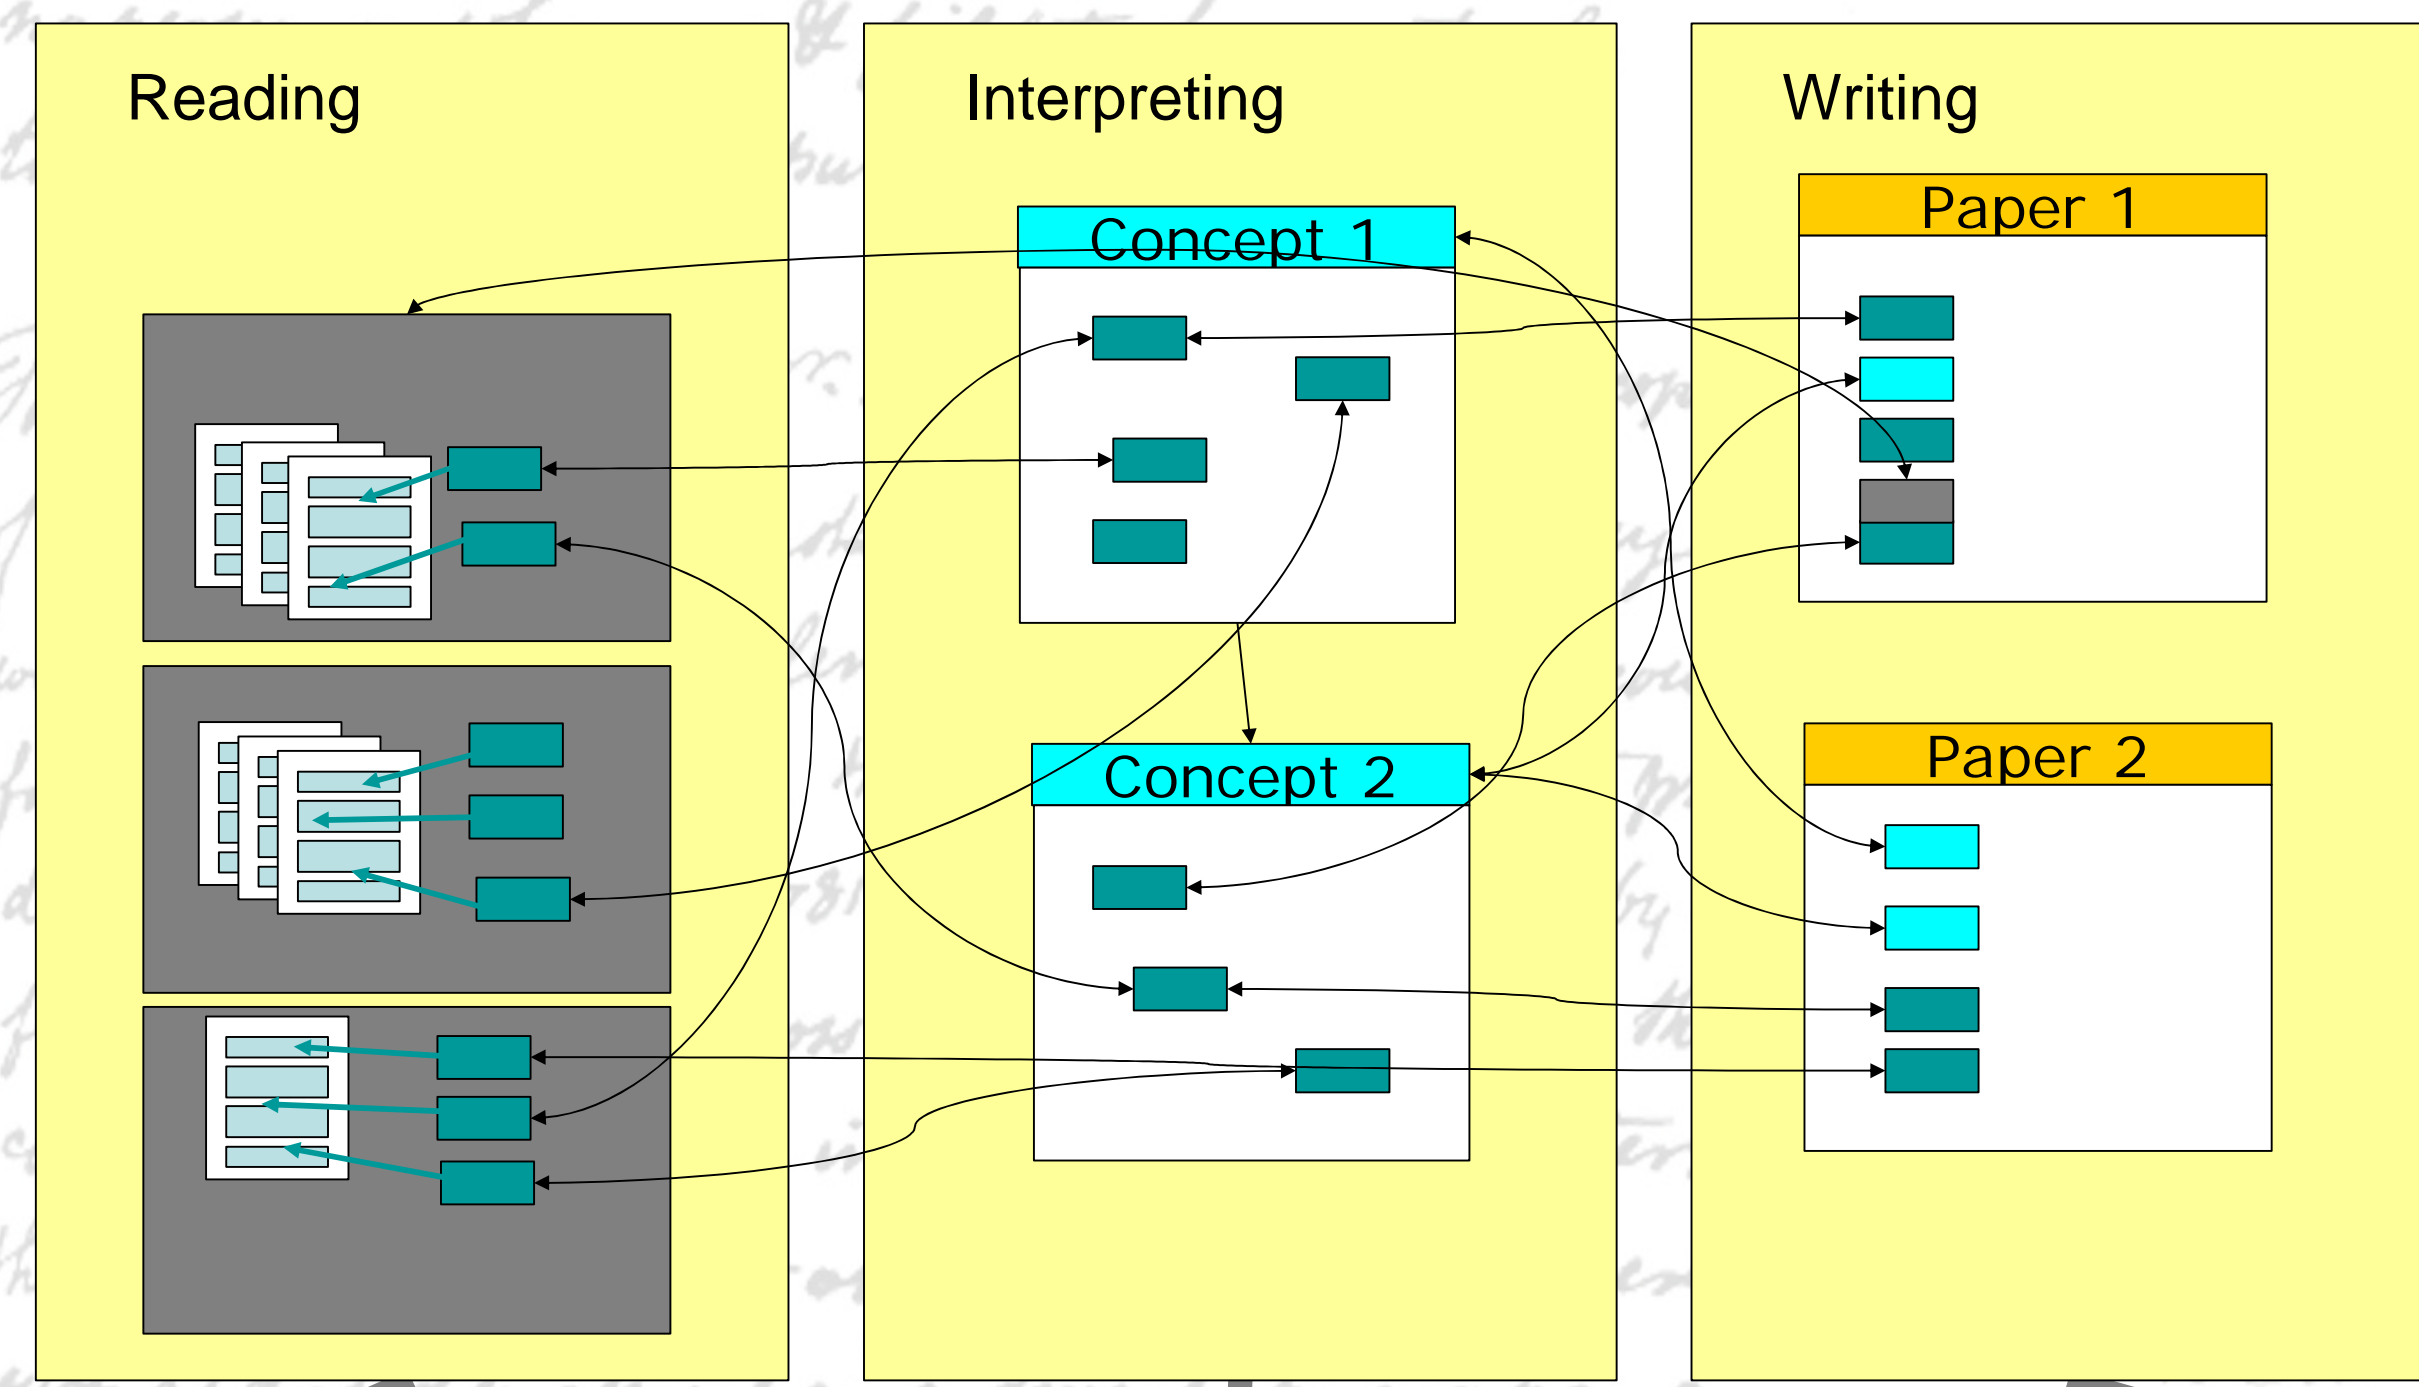 Reading
Interpreting
Writing
Concept 1
Paper 1
Concept 2
Paper 2